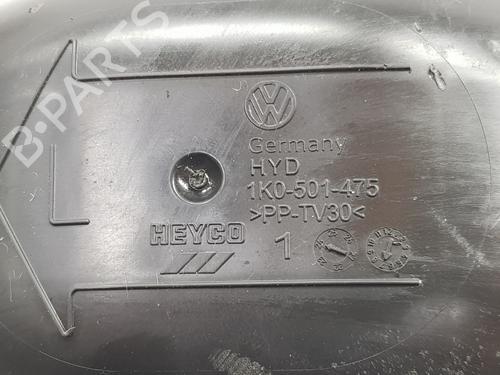 B-PARTS
VW
Germany
HYD
1K0-501-475
>PP-TV30<
L
HEYCO
1